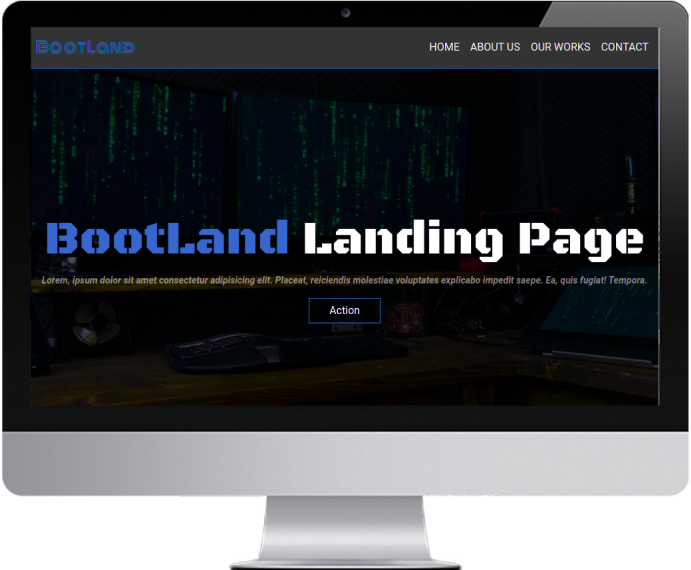 BootLand
HOME ABOUT US OUR WORKS CONTACT
BootLand Landing Page
Lorem, ipsum dolor sit amet consectetur adipisicing elit. Placeat, reiciendis molestiae voluptates explicabo impedit saepe. Ea, quis fugiat! Tempora.
Action